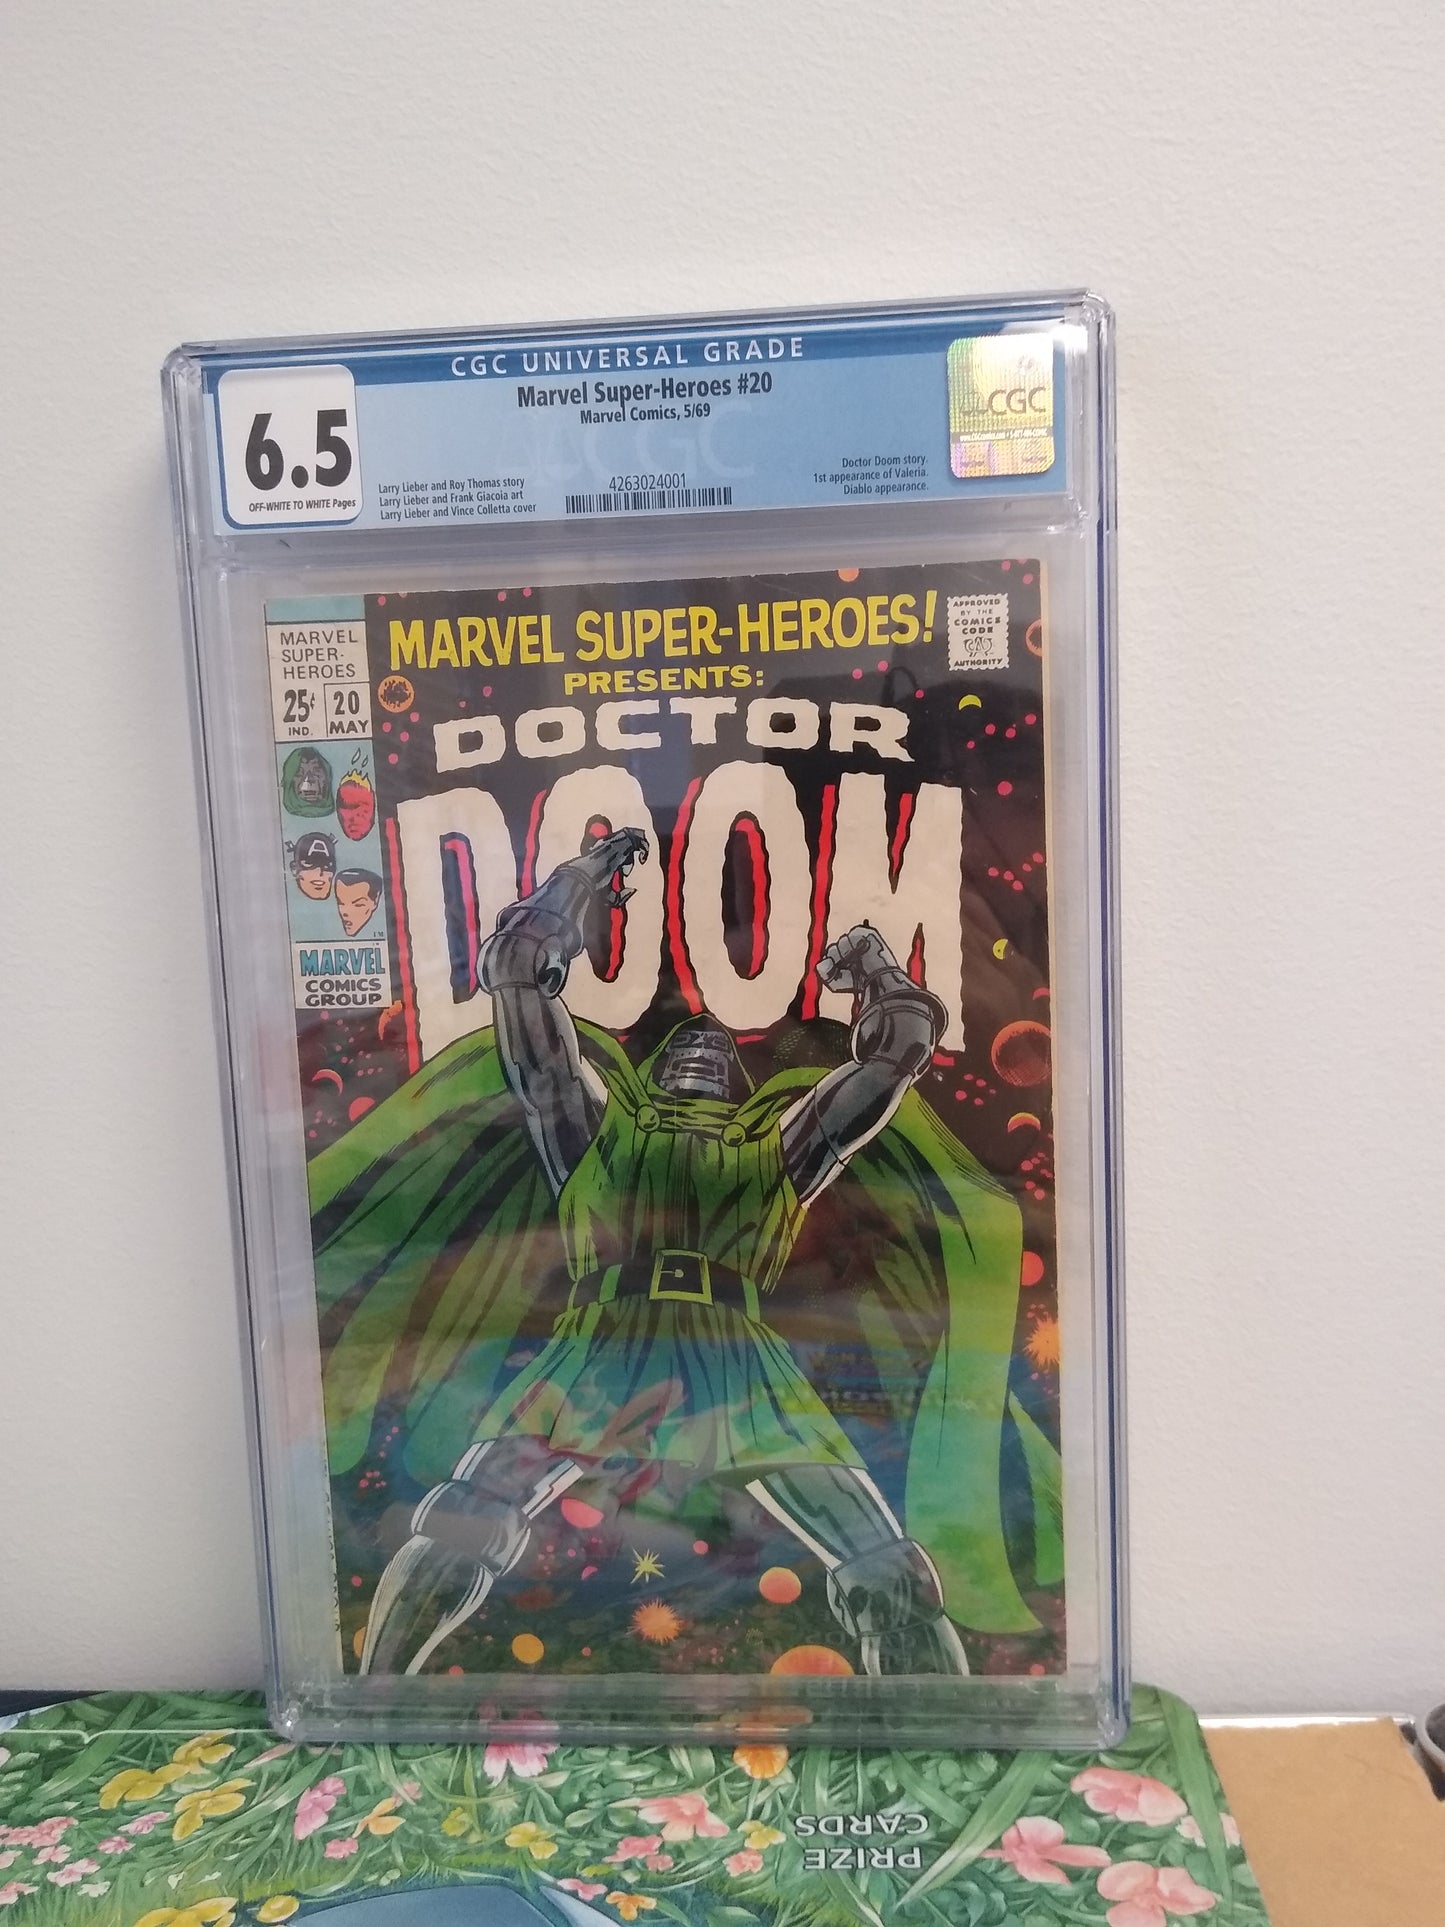 CGC UNIVERSAL GRADE
Marvel Super-Heroes #20
Marvel Comics, 5/69
6.5
OFF-WHITE TO WHITE Pages
Larry Lieber and Roy Thomas story
Larry Lieber and Frank Giacoia art
Larry Lieber and Vince Colletta cover
4263024001
Doctor Doom story.
1st appearance of Valeria.
Diablo appearance.
CGC
MARVEL
SUPER-
HEROES
25¢
IND.
20
MAY
MARVEL
COMICS
GROUP
MARVEL SUPER-HEROES!
PRESENTS:
DOCTOR
DOOM
APPROVED
BY THE
COMICS
CODE
AUTHORITY
PRIZE
CARDS